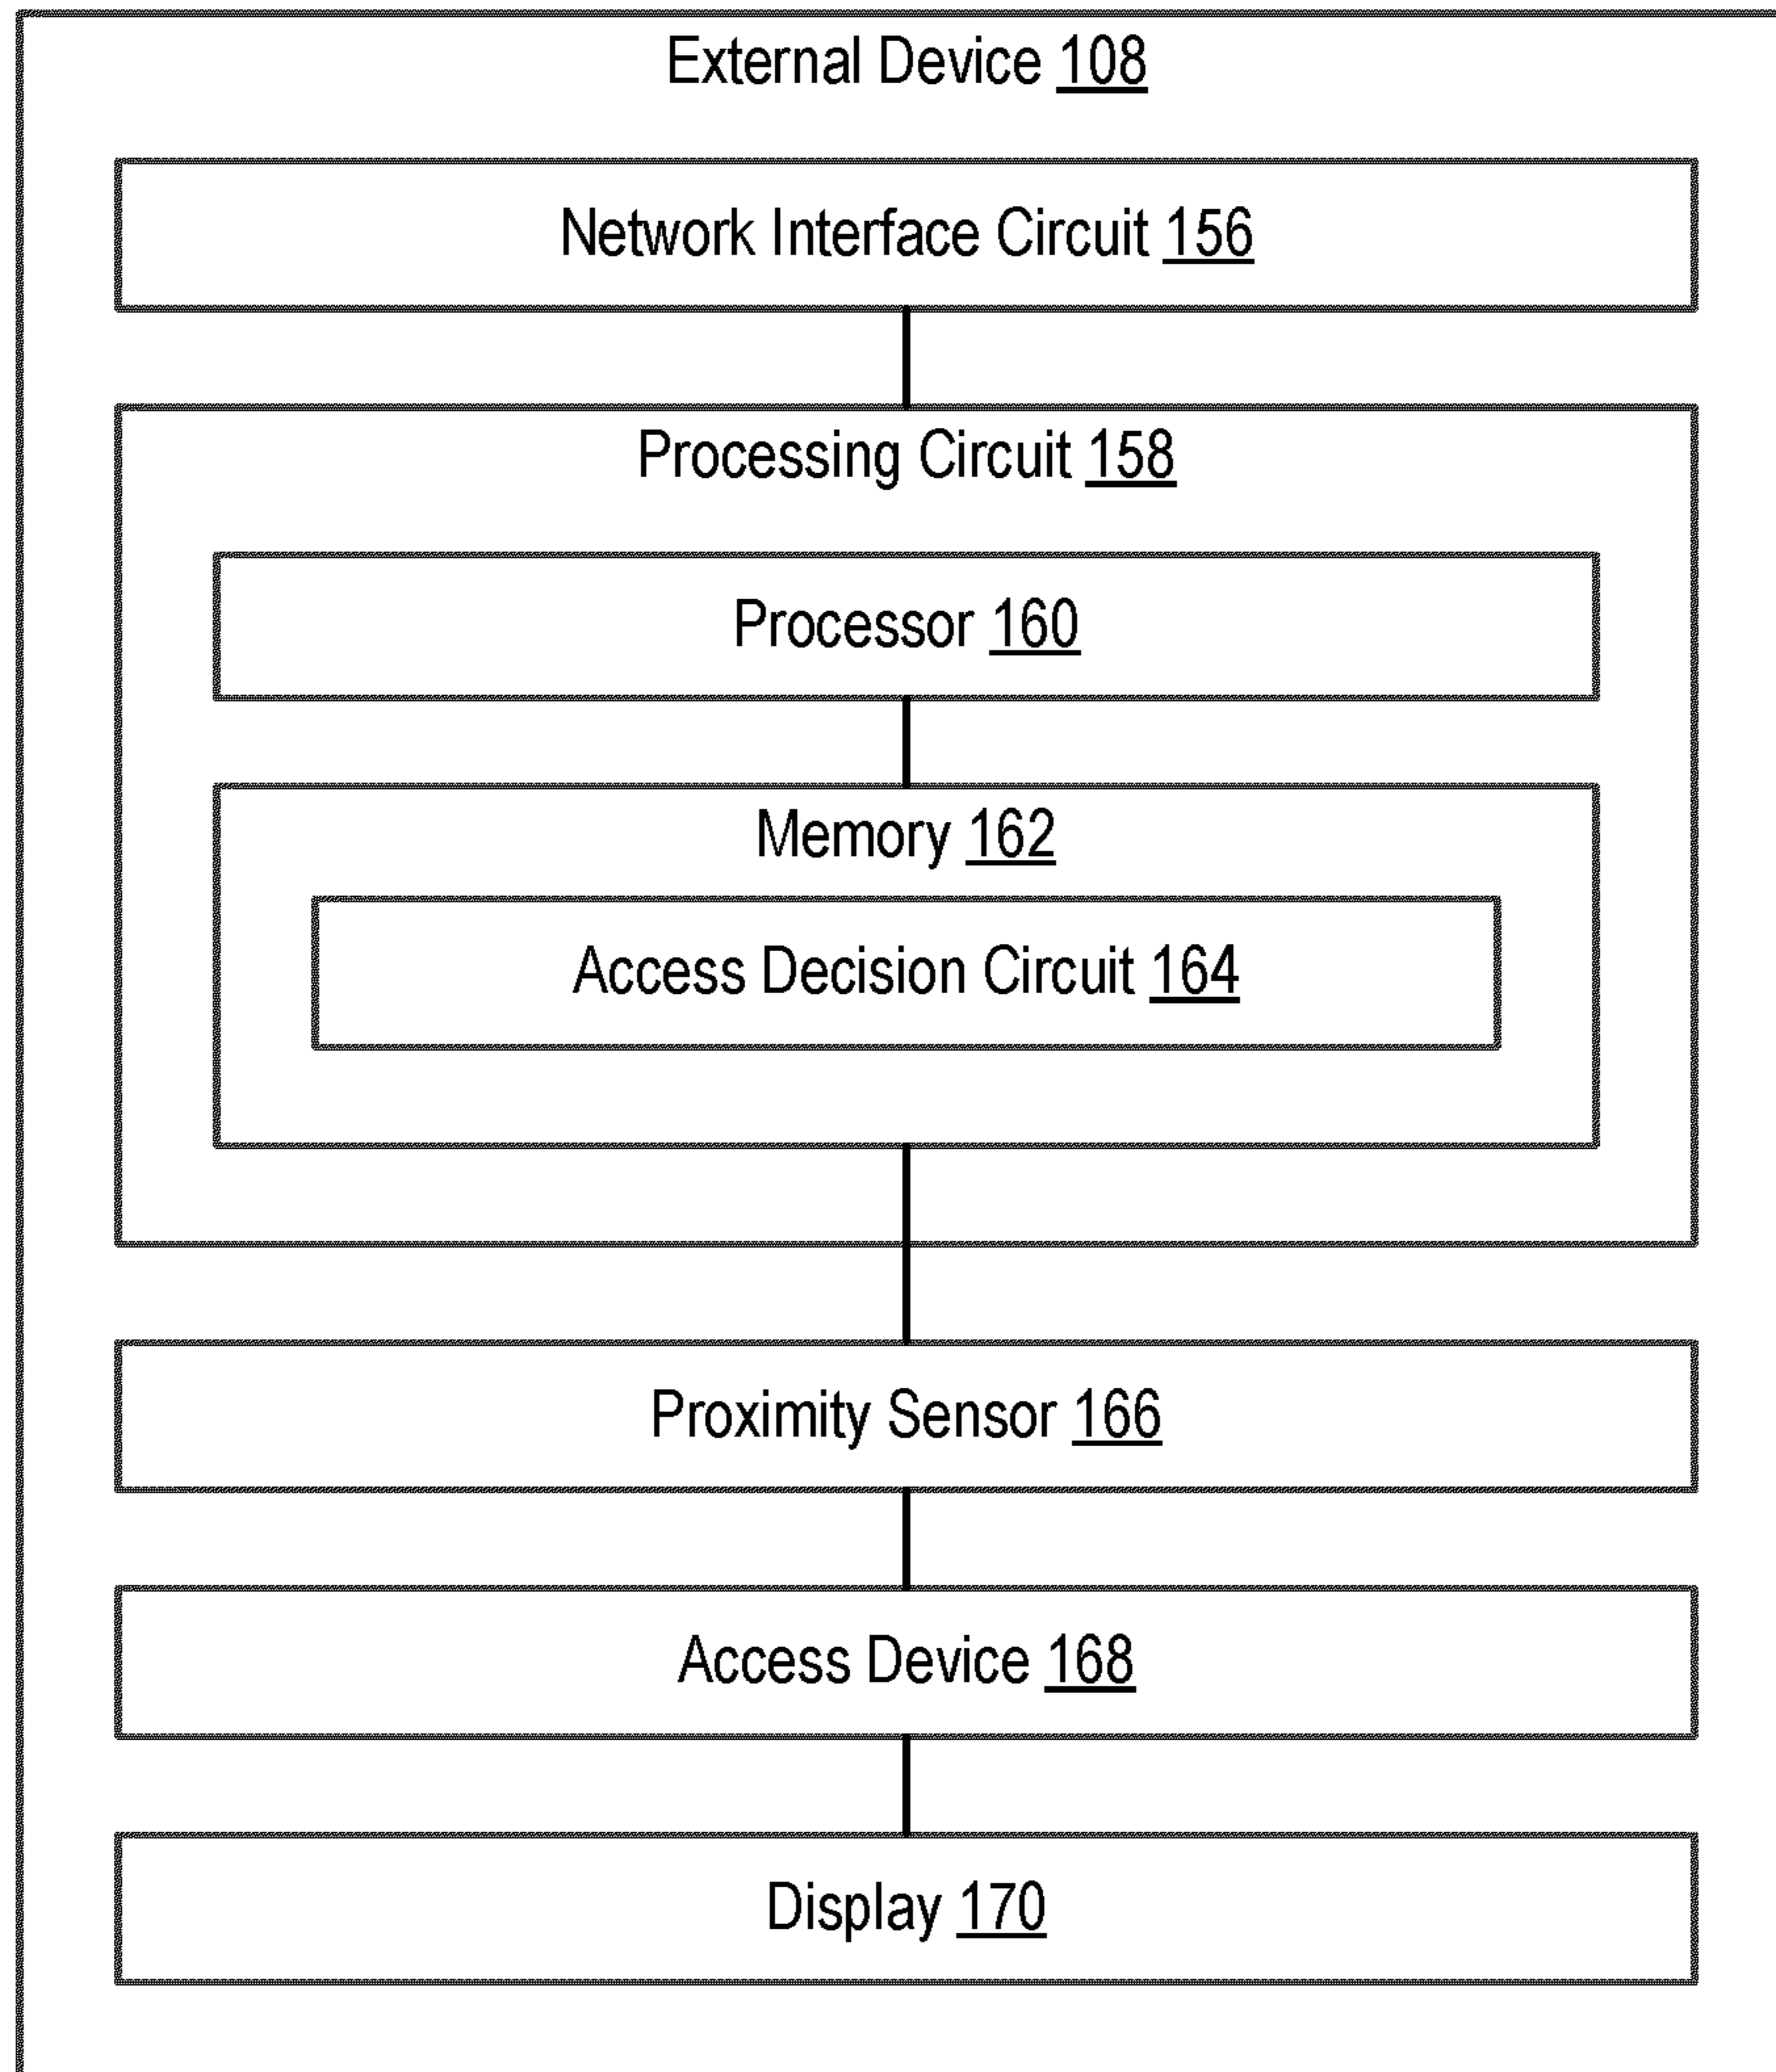 External Device 108
Network Interface Circuit 156
Processing Circuit 158
Processor 160
Memory 162
Access Decision Circuit 164
Proximity Sensor 166
Access Device 168
Display 170